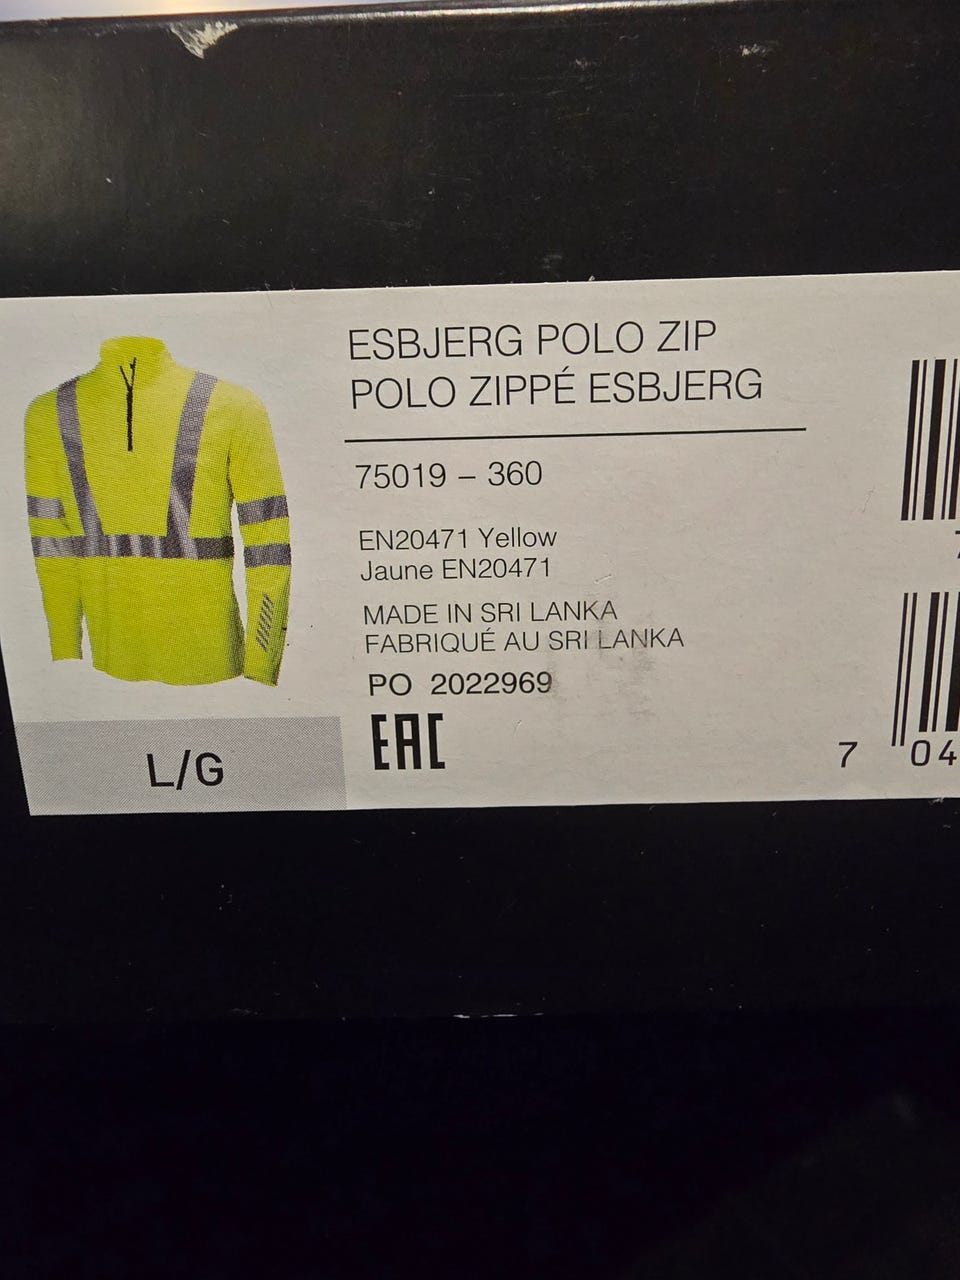 ESBJERG POLO ZIP
POLO ZIPPÉ ESBJERG
75019 – 360
EN20471 Yellow
Jaune EN20471
MADE IN SRI LANKA
FABRIQUÉ AU SRI LANKA
PO 2022969
EAC
L/G
7 04